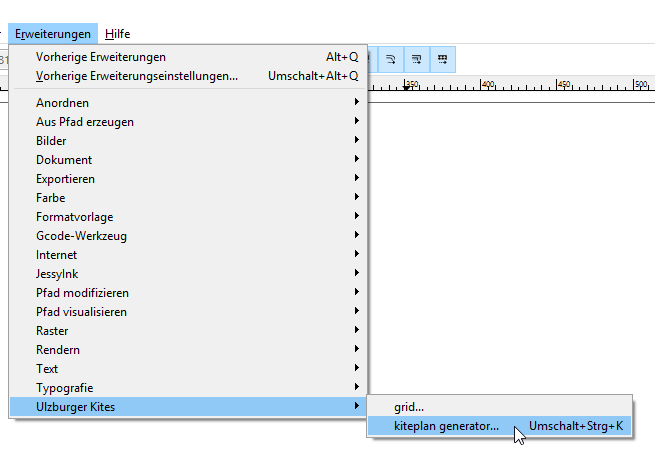 Erweiterungen Hilfe
Vorherige Erweiterungen Alt+Q
Vorherige Erweiterungseinstellungen... Umschalt+Alt+Q
350 400 450 500
Anordnen
Aus Pfad erzeugen
Bilder
Dokument
Exportieren
Farbe
Formatvorlage
Gcode-Werkzeug
Internet
JessyInk
Pfad modifizieren
Pfad visualisieren
Raster
Rendern
Text
Typografie
Ulzburger Kites
grid...
kiteplan generator... Umschalt+Strg+K